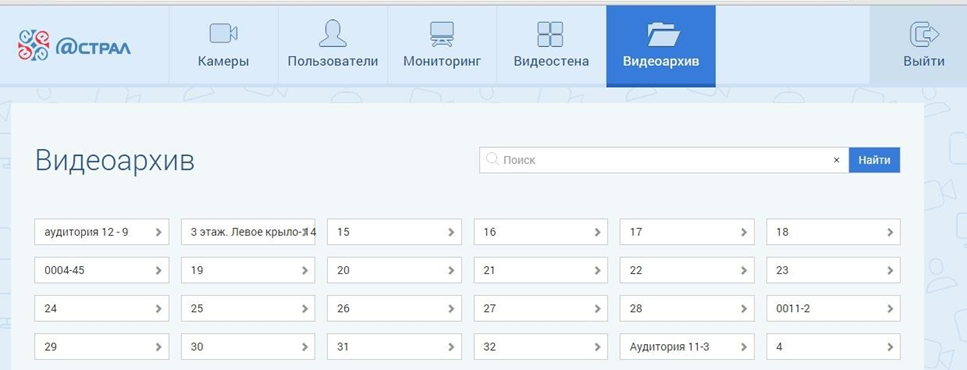 @СТРАЛ
Камеры
Пользователи
Мониторинг
Видеостена
Видеоархив
Выйти
Видеоархив
Поиск
×
Найти
аудитория 12 - 9
3 этаж. Левое крыло-14
15
16
17
18
0004-45
19
20
21
22
23
24
25
26
27
28
0011-2
29
30
31
32
Аудитория 11-3
4